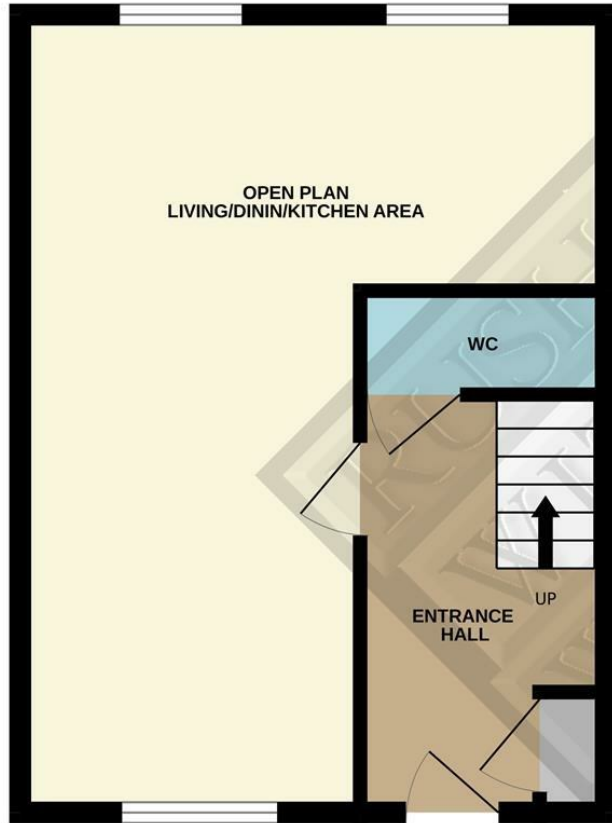 OPEN PLAN
LIVING/DININ/KITCHEN AREA
WC
UP
ENTRANCE
HALL